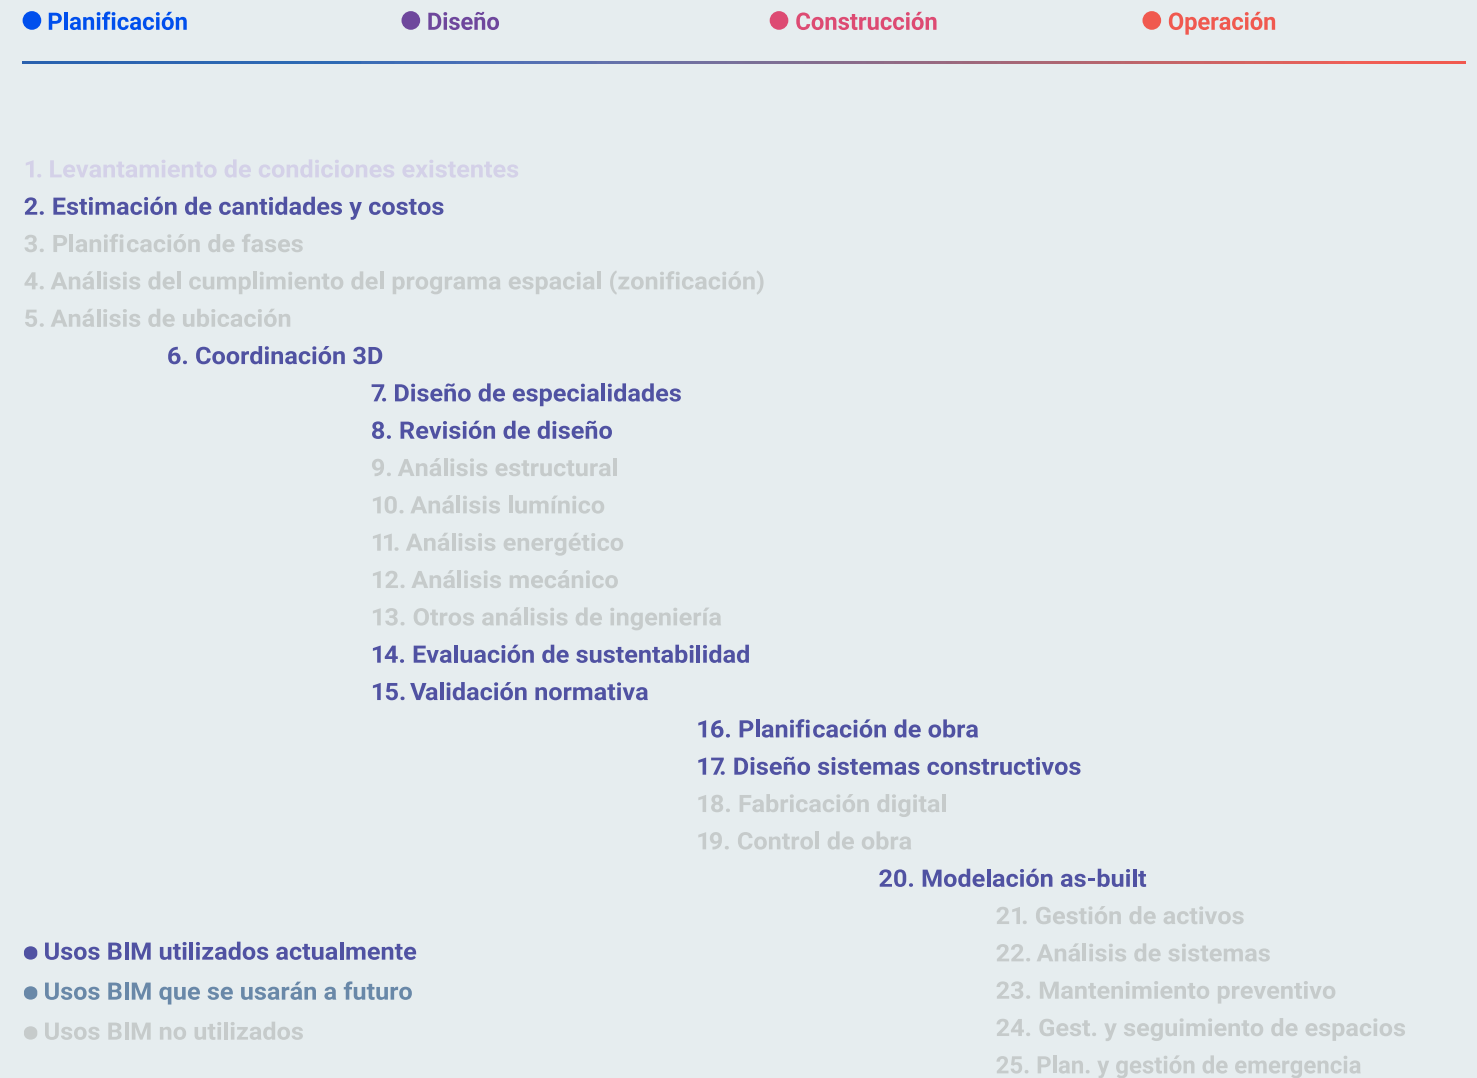 Planificación
Diseño
Construcción
Operación
1. Levantamiento de condiciones existentes
2. Estimación de cantidades y costos
3. Planificación de fases
4. Análisis del cumplimiento del programa espacial (zonificación)
5. Análisis de ubicación
6. Coordinación 3D
7. Diseño de especialidades
8. Revisión de diseño
9. Análisis estructural
10. Análisis lumínico
11. Análisis energético
12. Análisis mecánico
13. Otros análisis de ingeniería
14. Evaluación de sustentabilidad
15. Validación normativa
16. Planificación de obra
17. Diseño sistemas constructivos
18. Fabricación digital
19. Control de obra
20. Modelación as-built
21. Gestión de activos
22. Análisis de sistemas
23. Mantenimiento preventivo
24. Gest. y seguimiento de espacios
25. Plan. y gestión de emergencia
Usos BIM utilizados actualmente
Usos BIM que se usarán a futuro
Usos BIM no utilizados